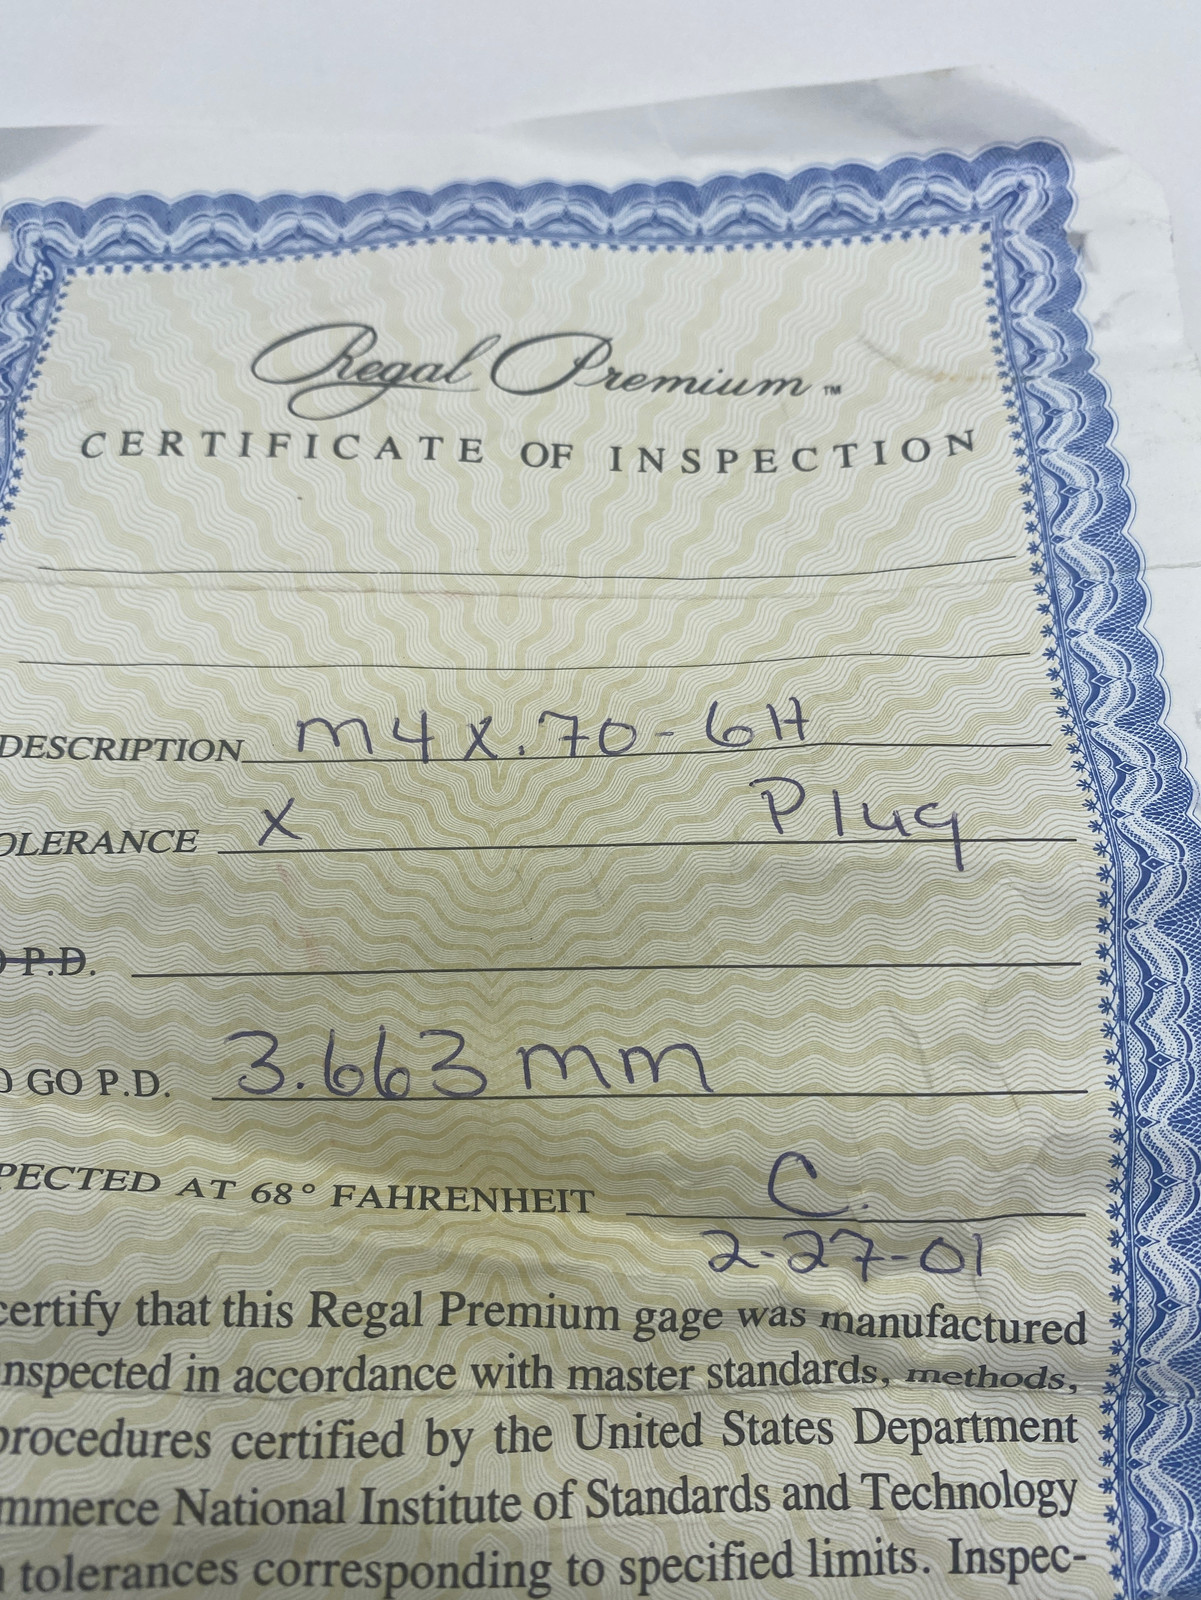 Regal Premium™
CERTIFICATE OF INSPECTION
DESCRIPTION M4X.70-6H
OLERANCE X Plug
O P.D.
O GO P.D. 3.663 mm
PECTED AT 68° FAHRENHEIT C.
2-27-01
certify that this Regal Premium gage was manufactured
nspected in accordance with master standards, methods,
procedures certified by the United States Department
mmerce National Institute of Standards and Technology
n tolerances corresponding to specified limits. Inspec-